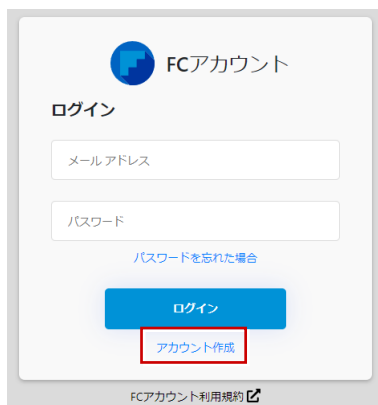 FCアカウント
ログイン
メール アドレス
パスワード
パスワードを忘れた場合
ログイン
アカウント作成
FCアカウント利用規約